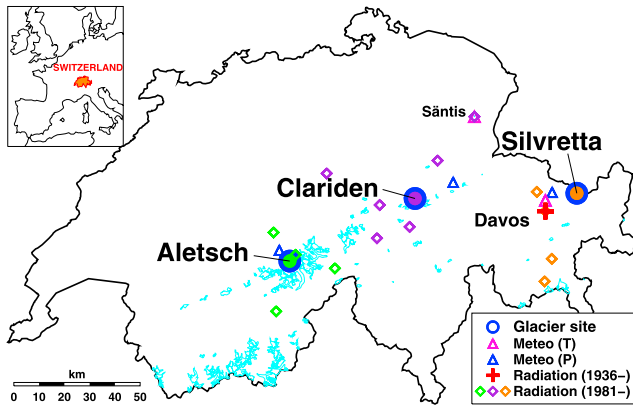 SWITZERLAND
Säntis
Silvretta
Clariden
Davos
Aletsch
Glacier site
Meteo (T)
Meteo (P)
Radiation (1936–)
Radiation (1981–)
km
0 10 20 30 40 50